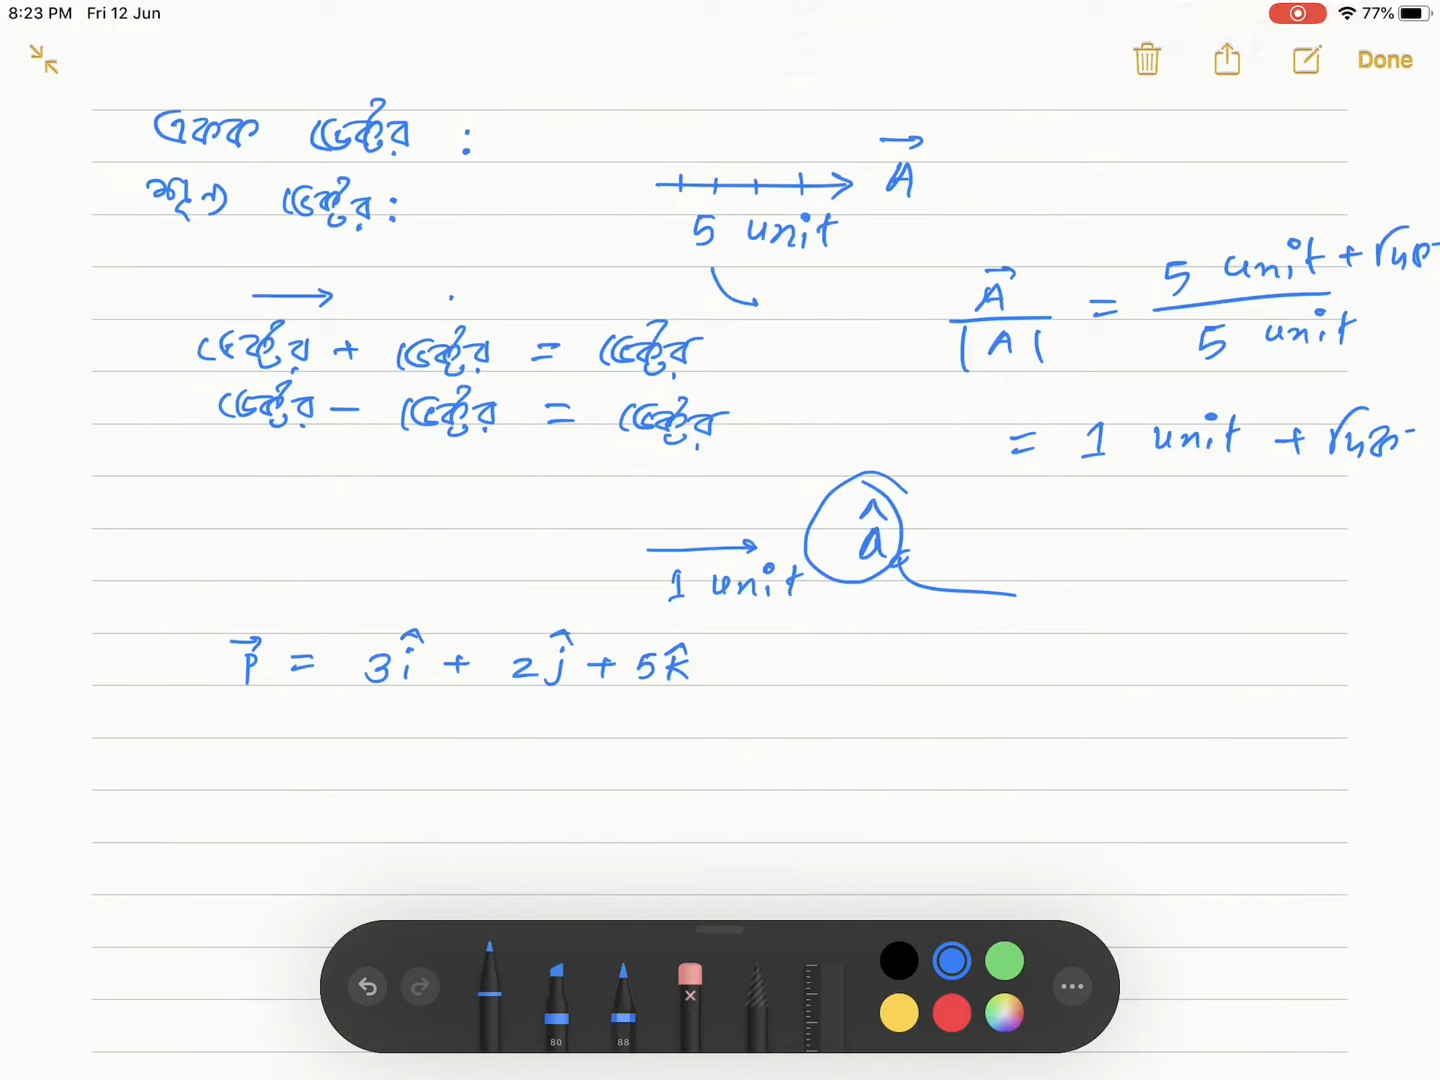 8:23 PM Fri 12 Jun
77%
Done
একক ভেক্টর :
শূন্য ভেক্টর :
A⃗
5 unit
A⃗ / |A| = 5 unit + দিক / 5 unit
ভেক্টর + ভেক্টর = ভেক্টর
ভেক্টর − ভেক্টর = ভেক্টর
= 1 unit + দিক
â
1 unit
P⃗ = 3î + 2ĵ + 5k̂
80 88